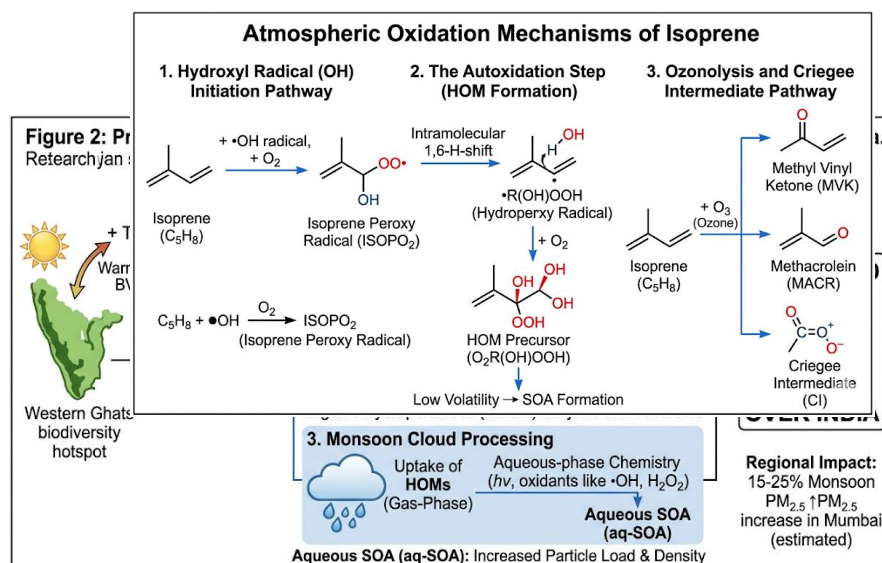 Atmospheric Oxidation Mechanisms of Isoprene
1. Hydroxyl Radical (OH)
Initiation Pathway
+ •OH radical,
+ O₂
OO•
OH
Isoprene
(C₅H₈)
Isoprene Peroxy
Radical (ISOPO₂)
C₅H₈ + ●OH
O₂
ISOPO₂
(Isoprene Peroxy Radical)
2. The Autoxidation Step
(HOM Formation)
Intramolecular
1,6-H-shift
H
OH
•R(OH)OOH
(Hydroperxy Radical)
+ O₂
OH
OH
OH
OOH
HOM Precursor
(O₂R(OH)OOH)
Low Volatility → SOA Formation
3. Ozonolysis and Criegee
Intermediate Pathway
Isoprene
(C₅H₈)
+ O₃
(Ozone)
O
Methyl Vinyl
Ketone (MVK)
O
Methacrolein
(MACR)
O
C=O⁺
O⁻
Criegee
Intermediate
(CI)
Figure 2: Pr
Retearch jan
+ T
Warr
BV
Western Ghats
biodiversity
hotspot
3. Monsoon Cloud Processing
Uptake of
HOMs
(Gas-Phase)
Aqueous-phase Chemistry
(hv, oxidants like •OH, H₂O₂)
Aqueous SOA
(aq-SOA)
Aqueous SOA (aq-SOA): Increased Particle Load & Density
OVER INDIA
Regional Impact:
15-25% Monsoon
PM₂.₅ ↑PM₂.₅
increase in Mumbai
(estimated)